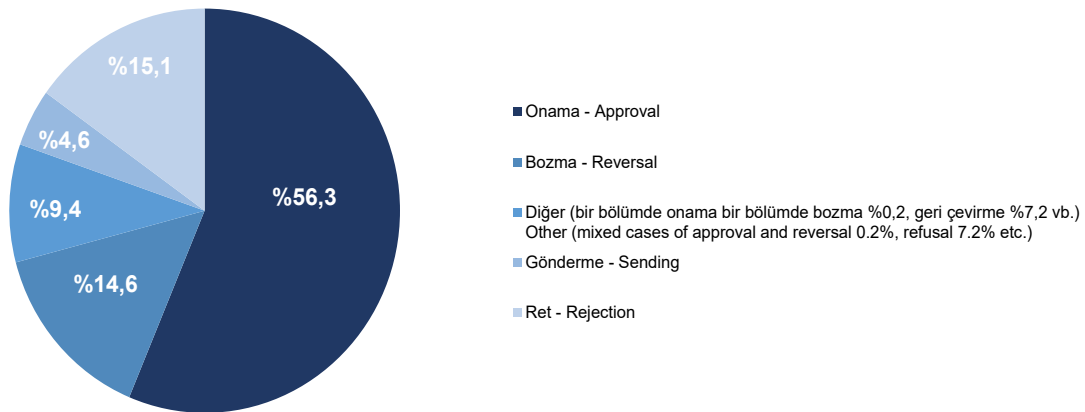 %15,1
%4,6
%9,4
%14,6
%56,3
Onama - Approval
Bozma - Reversal
Diğer (bir bölümde onama bir bölümde bozma %0,2, geri çevirme %7,2 vb.)
Other (mixed cases of approval and reversal 0.2%, refusal 7.2% etc.)
Gönderme - Sending
Ret - Rejection